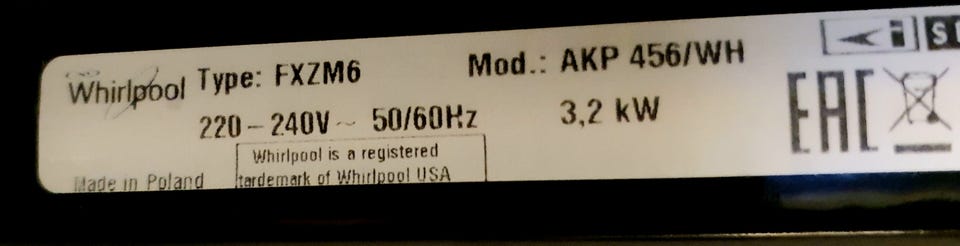 Whirlpool Type: FXZM6 Mod.: AKP 456/WH
220-240V ~ 50/60Hz 3,2 kW
EAC
Whirlpool is a registered
tardemark of Whirlpool USA
Made in Poland